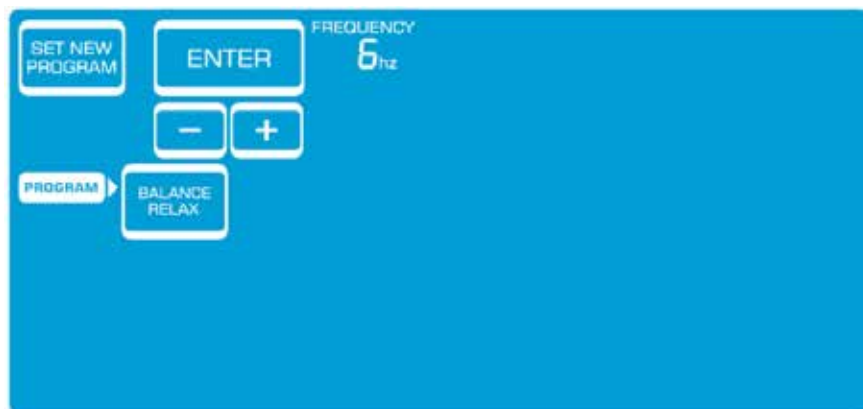 SET NEW
PROGRAM
ENTER
FREQUENCY
6hz
- +
PROGRAM
BALANCE
RELAX